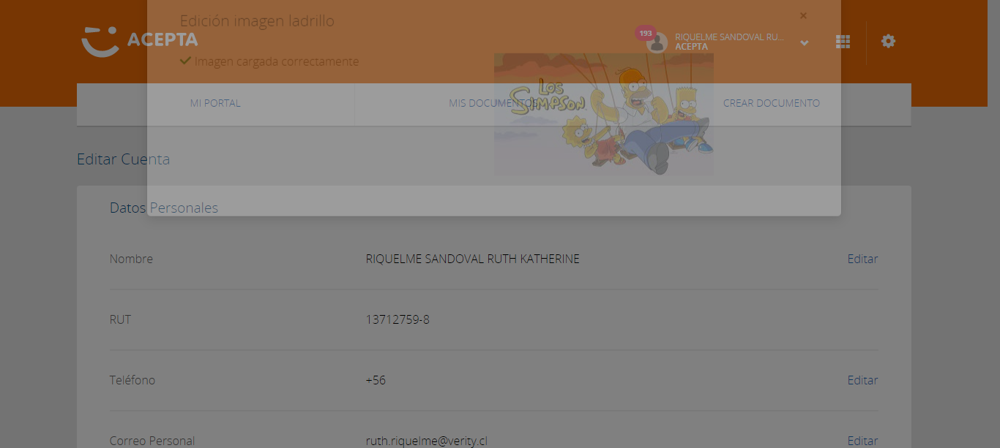 Edición imagen ladrillo
×
ACEPTA
193
RIQUELME SANDOVAL RU...
ACEPTA
Imagen cargada correctamente
LOS
SIMPSON
MI PORTAL
MIS DOCUMENTOS
CREAR DOCUMENTO
Editar Cuenta
Datos Personales
Nombre RIQUELME SANDOVAL RUTH KATHERINE Editar
RUT 13712759-8
Teléfono +56 Editar
Correo Personal ruth.riquelme@verity.cl Editar